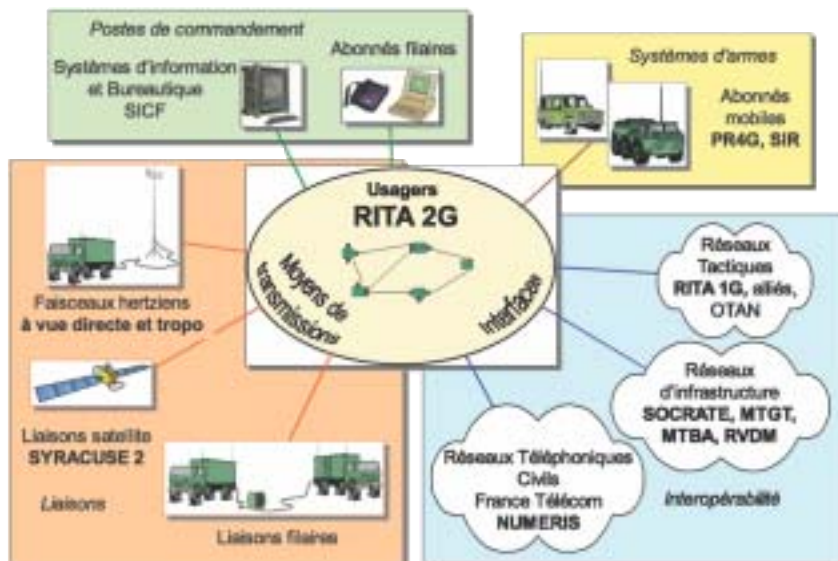 Postes de commandement
Systèmes d'information
et Bureautique
SICF
Abonnés filaires
Systèmes d'armes
Abonnés
mobiles
PR4G, SIR
Usagers
RITA 2G
Moyens de
transmissions
Interfaces
Faisceaux hertziens
à vue directe et tropo
Liaisons satellite
SYRACUSE 2
Liaisons
Liaisons filaires
Réseaux
Tactiques
RITA 1G, alliés,
OTAN
Réseaux
d'infrastructure
SOCRATE, MTGT,
MTBA, RVDM
Réseaux Téléphoniques
Civils
France Télécom
NUMERIS
Interopérabilité